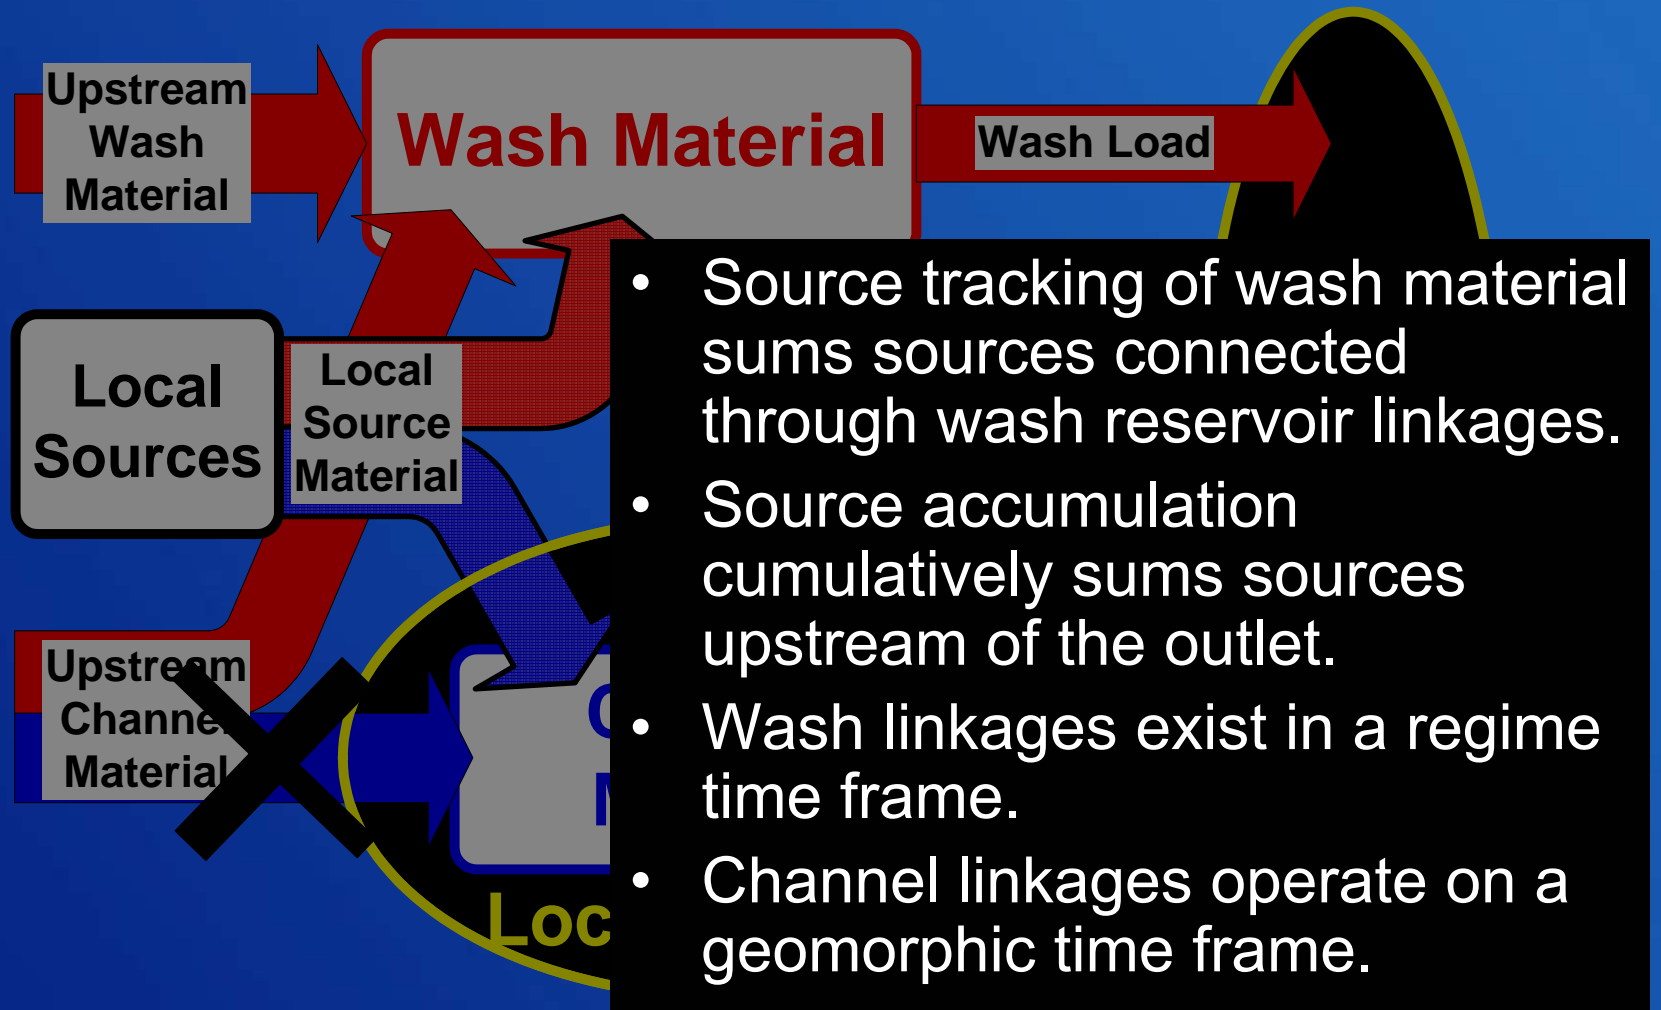 Upstream
Wash
Material
Wash Material
Wash Load
Local
Sources
Local
Source
Material
Upstream
Channel
Material
• Source tracking of wash material
sums sources connected
through wash reservoir linkages.
• Source accumulation
cumulatively sums sources
upstream of the outlet.
• Wash linkages exist in a regime
time frame.
• Channel linkages operate on a
geomorphic time frame.